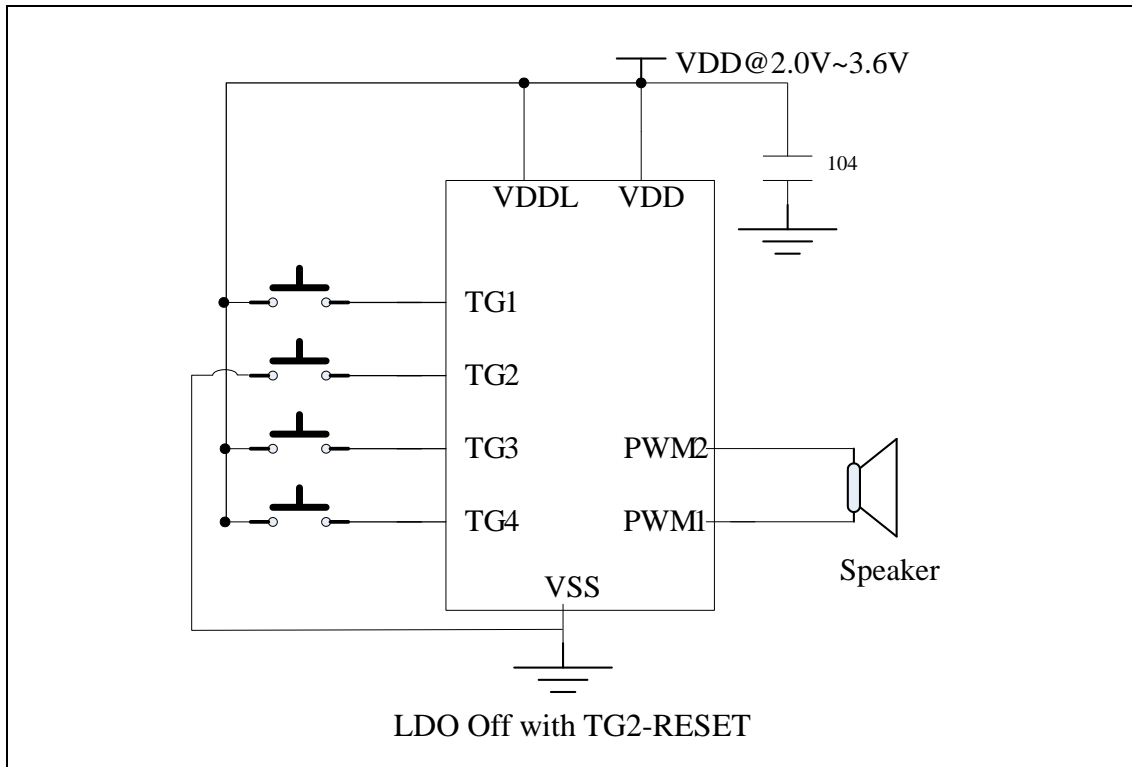 VDD@2.0V~3.6V
104
VDDL
VDD
TG1
TG2
TG3
PWM2
TG4
PWM1
Speaker
VSS
LDO Off with TG2-RESET